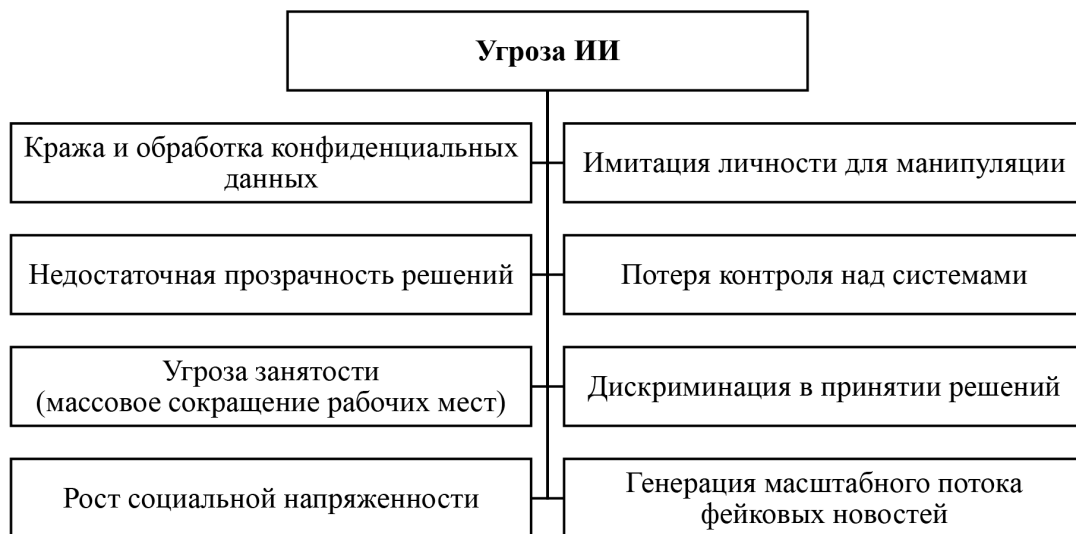 Угроза ИИ
Кража и обработка конфиденциальных
данных
Имитация личности для манипуляции
Недостаточная прозрачность решений
Потеря контроля над системами
Угроза занятости
(массовое сокращение рабочих мест)
Дискриминация в принятии решений
Рост социальной напряженности
Генерация масштабного потока
фейковых новостей